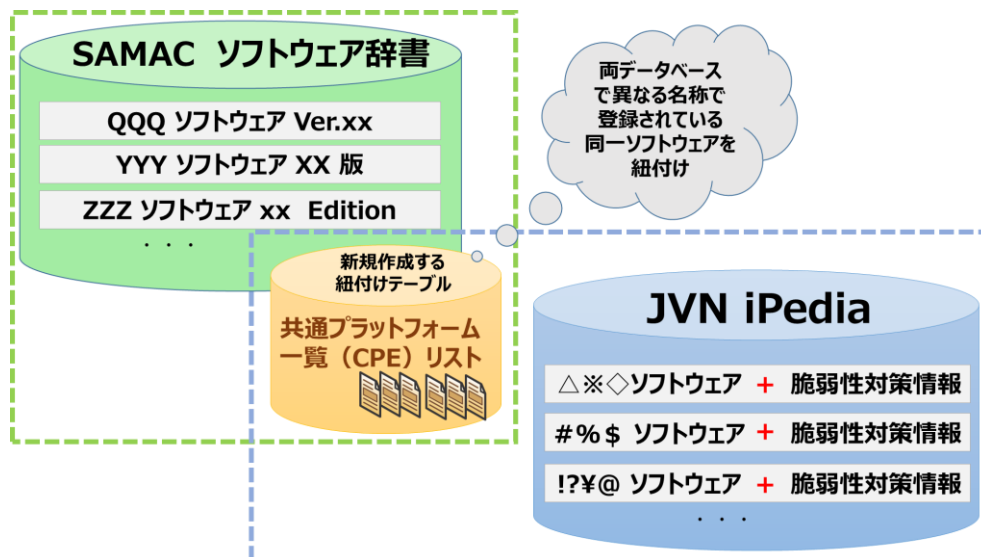 SAMAC ソフトウェア辞書
QQQ ソフトウェア Ver.xx
YYY ソフトウェア XX 版
ZZZ ソフトウェア xx Edition
・・・
両データベース
で異なる名称で
登録されている
同一ソフトウェアを
紐付け
新規作成する
紐付けテーブル
共通プラットフォーム
一覧（CPE）リスト
JVN iPedia
△※◇ソフトウェア + 脆弱性対策情報
#%$ ソフトウェア + 脆弱性対策情報
!?¥@ ソフトウェア + 脆弱性対策情報
・・・